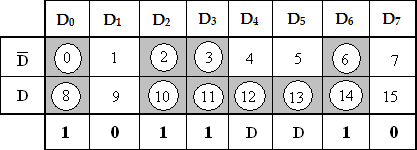 D₀ D₁ D₂ D₃ D₄ D₅ D₆ D₇
D̅ 0 1 2 3 4 5 6 7
D 8 9 10 11 12 13 14 15
1 0 1 1 D D 1 0